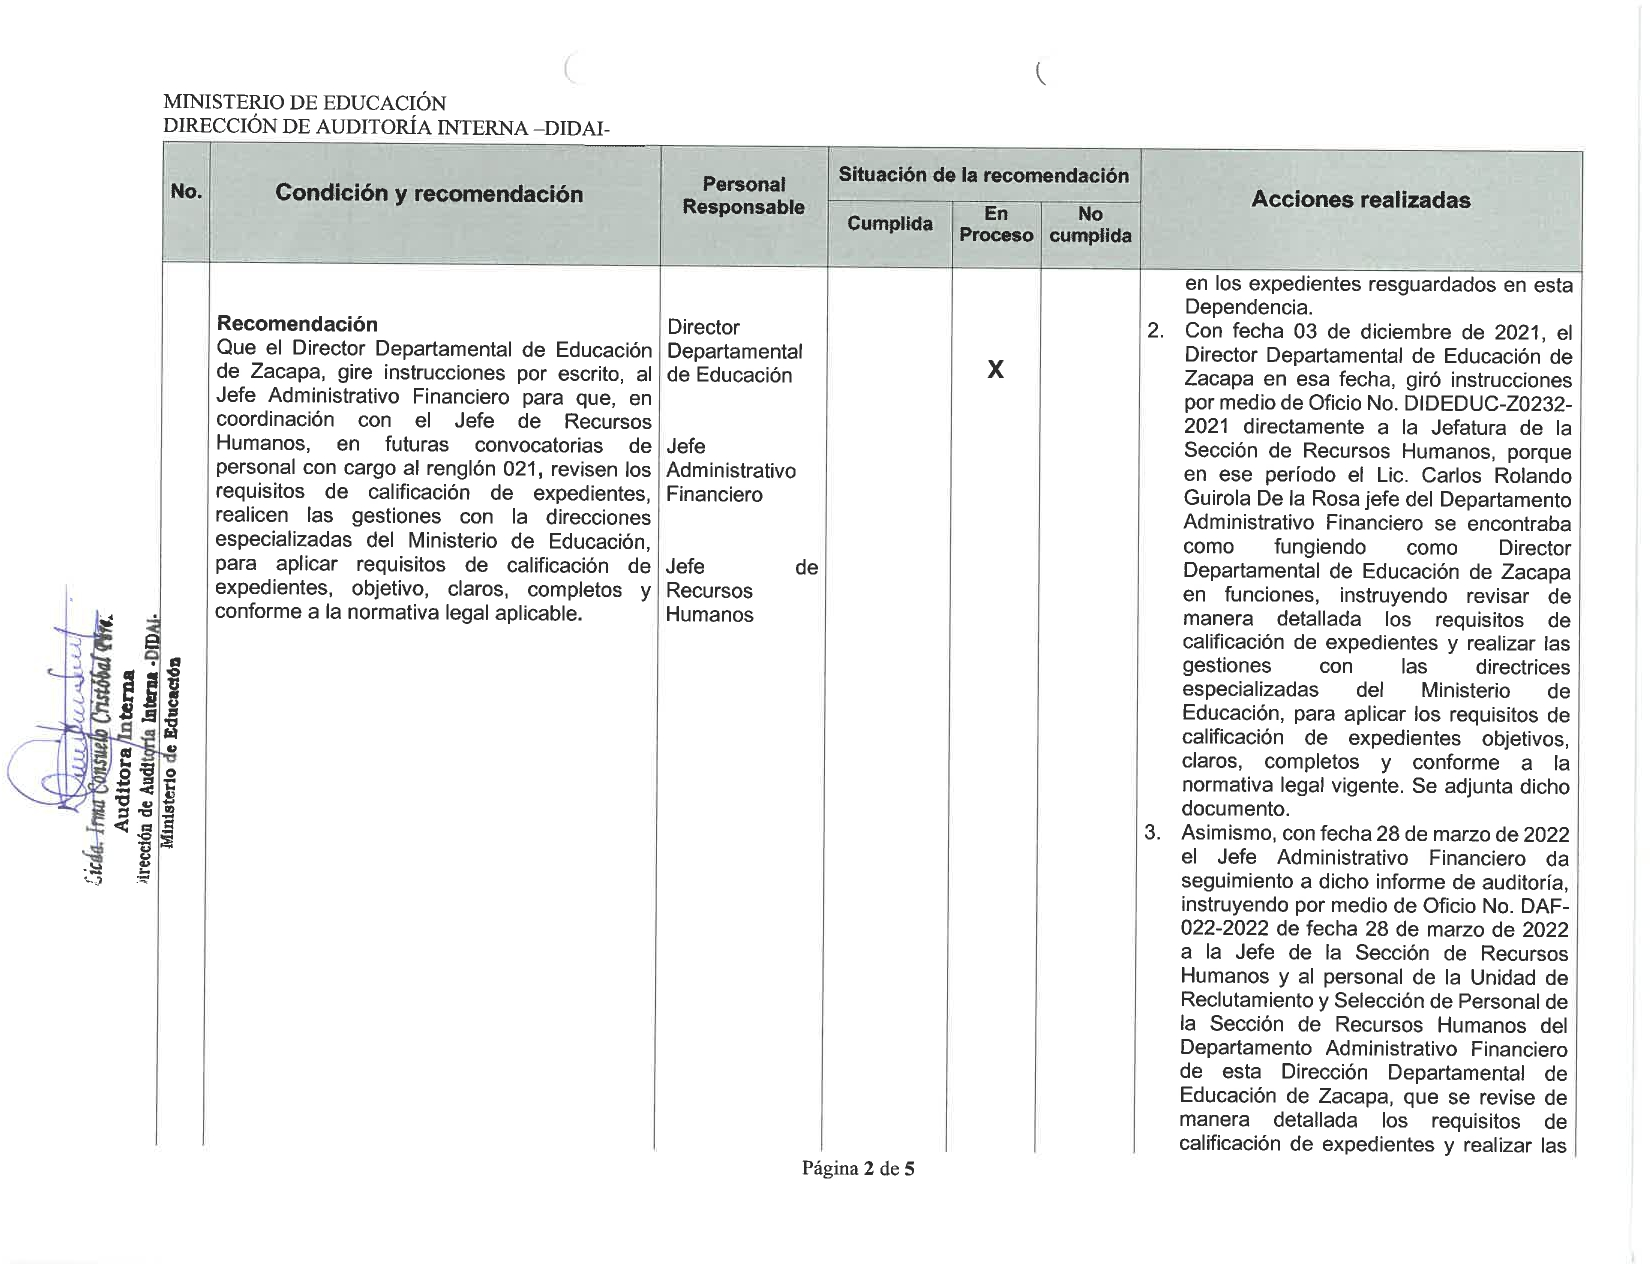 MINISTERIO DE EDUCACIÓN
DIRECCIÓN DE AUDITORÍA INTERNA –DIDAI-
No.
Condición y recomendación
Personal
Responsable
Situación de la recomendación
Cumplida
En
Proceso
No
cumplida
Acciones realizadas
Recomendación
Que el Director Departamental de Educación
de Zacapa, gire instrucciones por escrito, al
Jefe Administrativo Financiero para que, en
coordinación con el Jefe de Recursos
Humanos, en futuras convocatorias de
personal con cargo al renglón 021, revisen los
requisitos de calificación de expedientes,
realicen las gestiones con la direcciones
especializadas del Ministerio de Educación,
para aplicar requisitos de calificación de
expedientes, objetivo, claros, completos y
conforme a la normativa legal aplicable.
Director
Departamental
de Educación
Jefe
Administrativo
Financiero
Jefe de
Recursos
Humanos
X
en los expedientes resguardados en esta
Dependencia.
2. Con fecha 03 de diciembre de 2021, el
Director Departamental de Educación de
Zacapa en esa fecha, giró instrucciones
por medio de Oficio No. DIDEDUC-Z0232-
2021 directamente a la Jefatura de la
Sección de Recursos Humanos, porque
en ese período el Lic. Carlos Rolando
Guirola De la Rosa jefe del Departamento
Administrativo Financiero se encontraba
como fungiendo como Director
Departamental de Educación de Zacapa
en funciones, instruyendo revisar de
manera detallada los requisitos de
calificación de expedientes y realizar las
gestiones con las directrices
especializadas del Ministerio de
Educación, para aplicar los requisitos de
calificación de expedientes objetivos,
claros, completos y conforme a la
normativa legal vigente. Se adjunta dicho
documento.
3. Asimismo, con fecha 28 de marzo de 2022
el Jefe Administrativo Financiero da
seguimiento a dicho informe de auditoría,
instruyendo por medio de Oficio No. DAF-
022-2022 de fecha 28 de marzo de 2022
a la Jefe de la Sección de Recursos
Humanos y al personal de la Unidad de
Reclutamiento y Selección de Personal de
la Sección de Recursos Humanos del
Departamento Administrativo Financiero
de esta Dirección Departamental de
Educación de Zacapa, que se revise de
manera detallada los requisitos de
calificación de expedientes y realizar las
Licda. Irma Consuelo Cristóbal
Auditora Interna
irección de Auditoría Interna -DIDAI-
Ministerio de Educación
Página 2 de 5